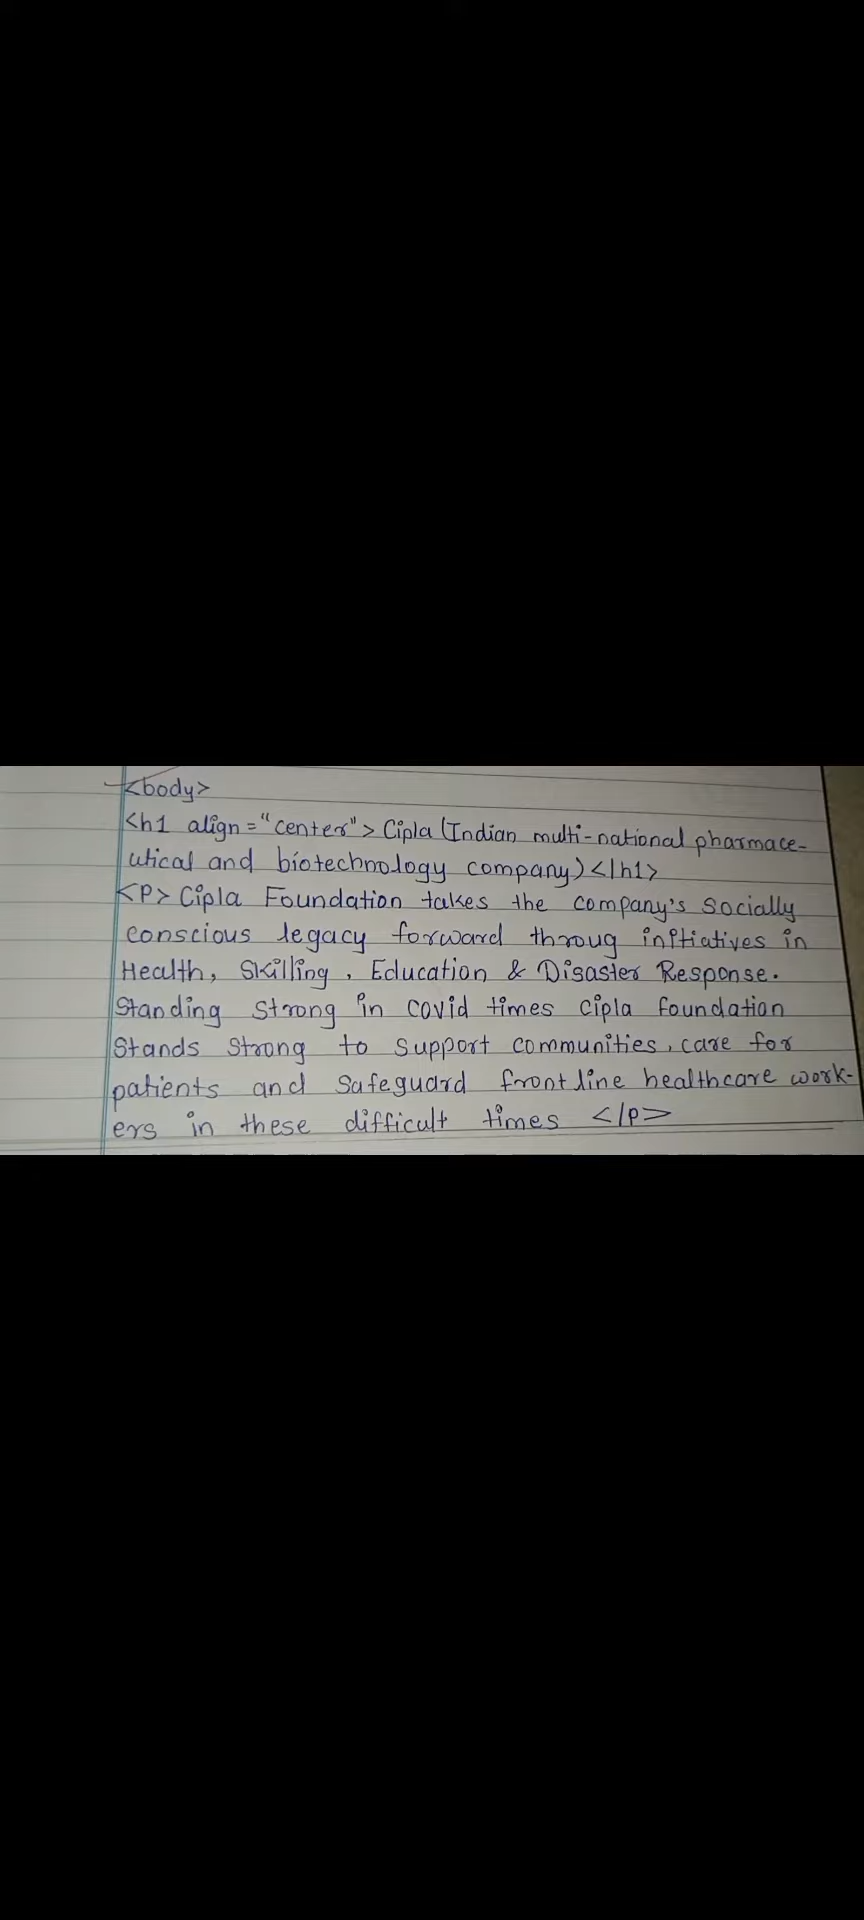 <body>
<h1 align="center"> Cipla (Indian multi-national pharmace-
utical and biotechnology company) </h1>
<P> Cipla Foundation takes the company's socially
conscious legacy forward throug initiatives in
Health, Skilling, Education & Disaster Response.
Standing strong in covid times cipla foundation
Stands strong to support communities, care for
patients and safeguard frontline healthcare work-
ers in these difficult times </p>